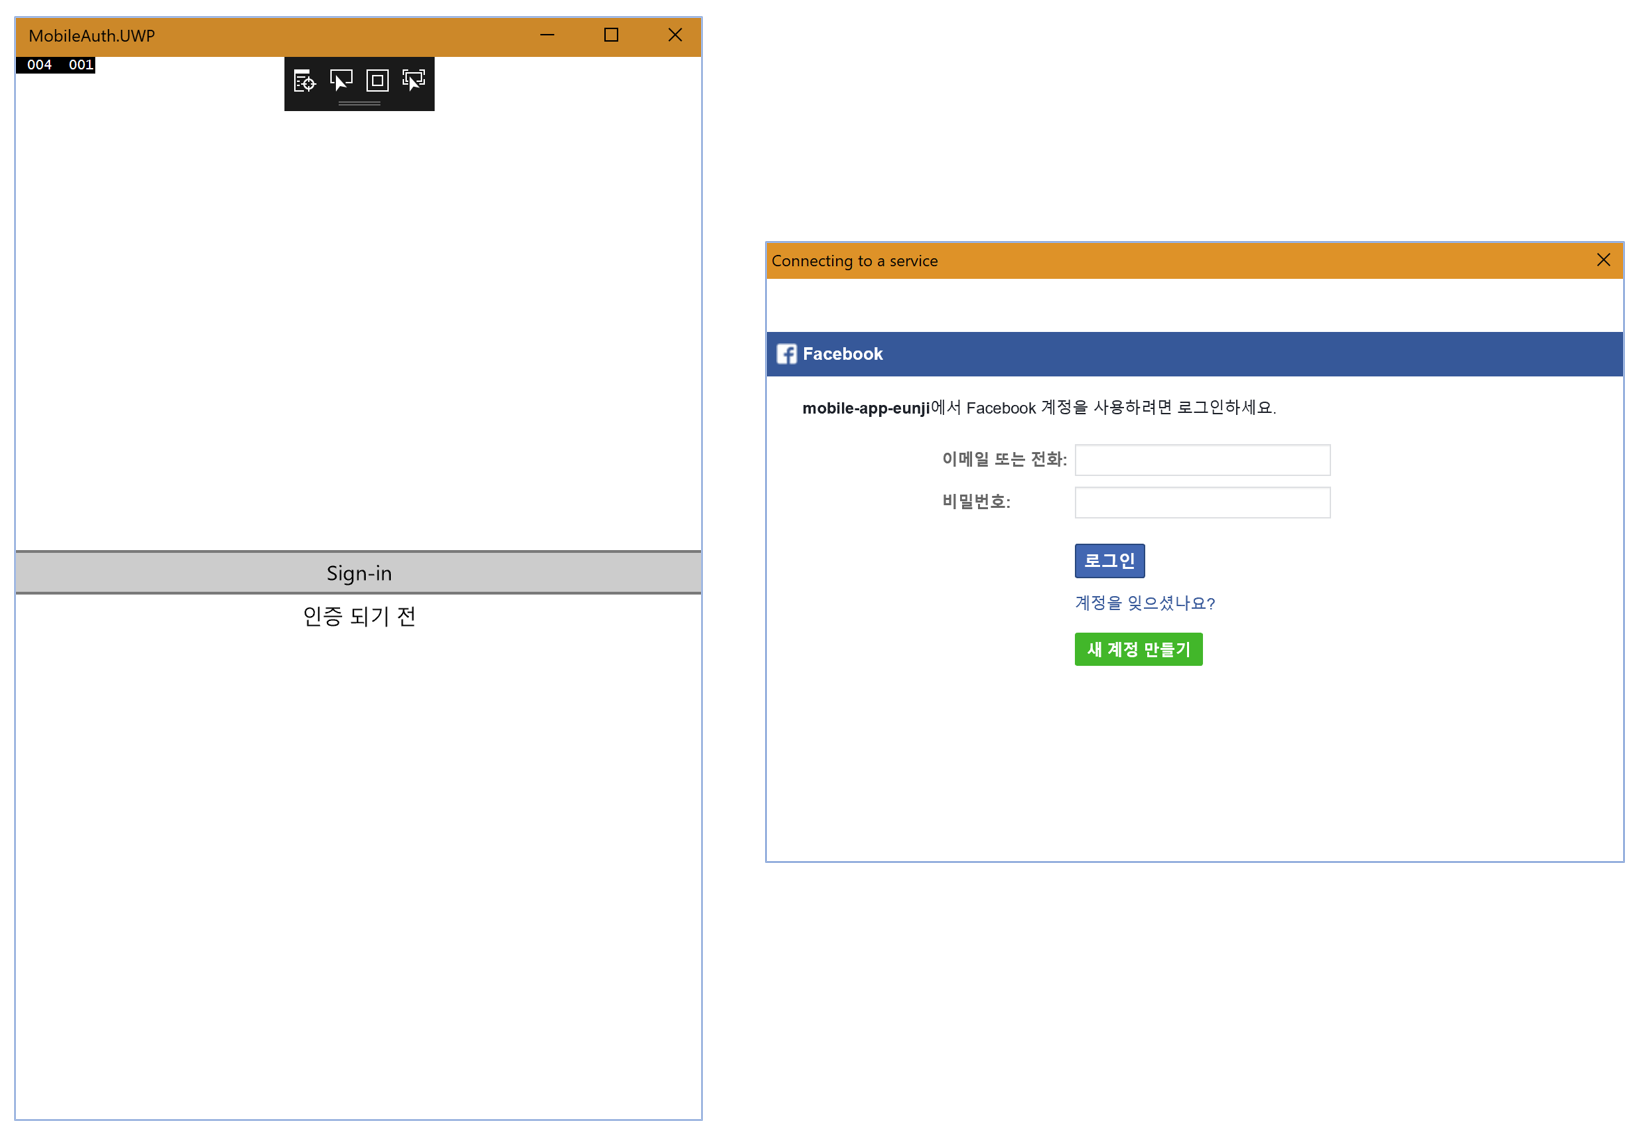 MobileAuth.UWP
004 001
Sign-in
인증 되기 전
Connecting to a service
Facebook
mobile-app-eunji에서 Facebook 계정을 사용하려면 로그인하세요.
이메일 또는 전화:
비밀번호:
로그인
계정을 잊으셨나요?
새 계정 만들기